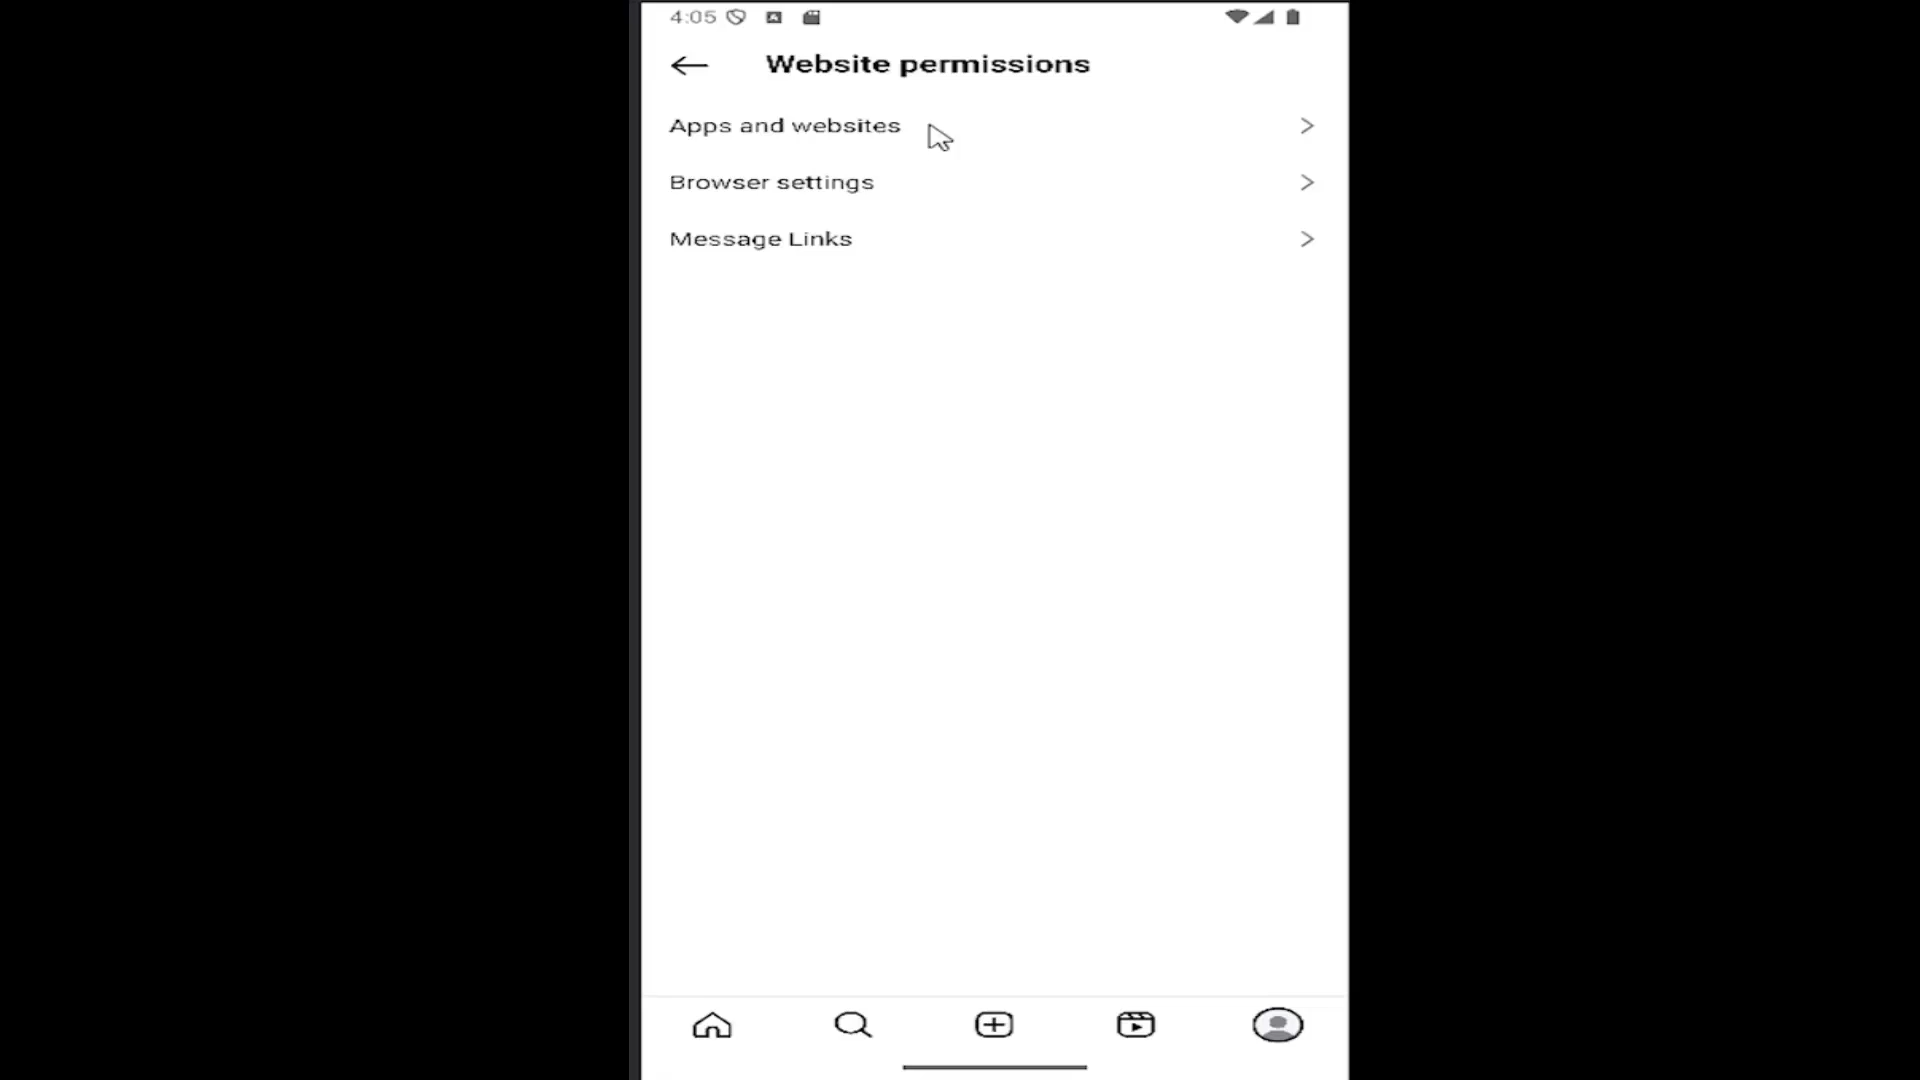 4:05
Website permissions
Apps and websites
Browser settings
Message Links